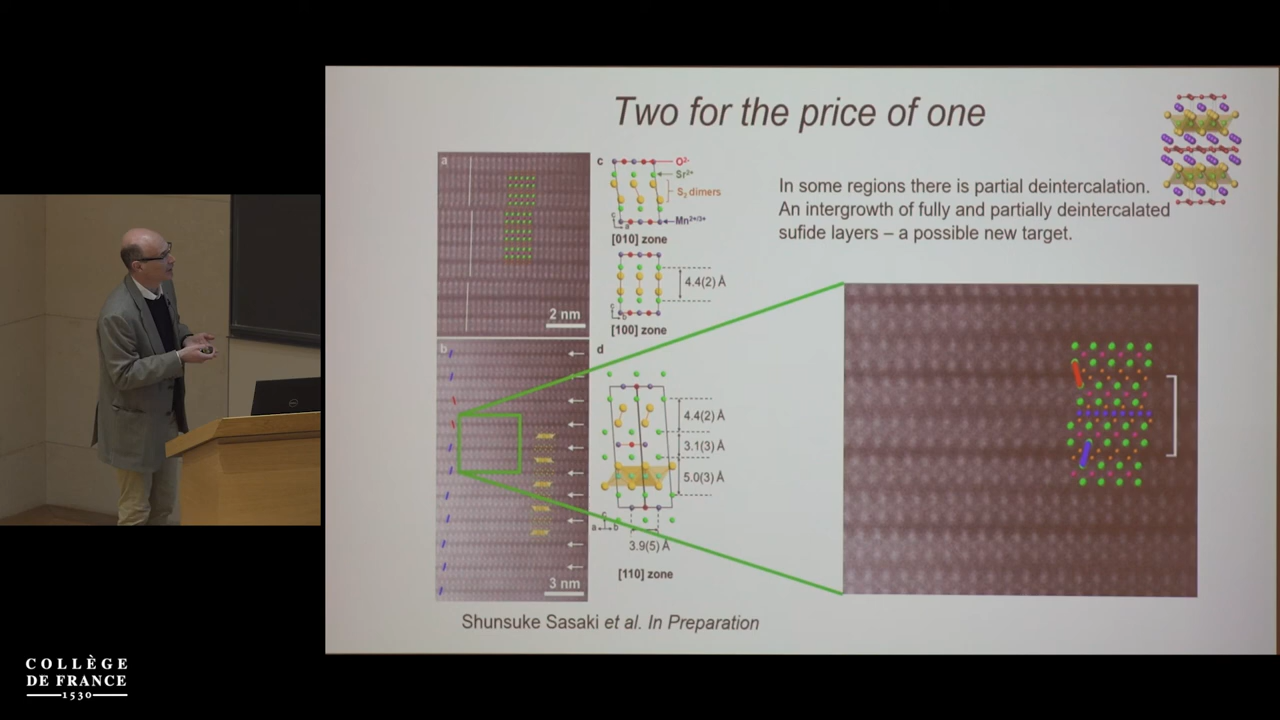 Two for the price of one
In some regions there is partial deintercalation.
An intergrowth of fully and partially deintercalated
sufide layers – a possible new target.
a
2 nm
b
3 nm
c
O²⁻
Sr²⁺
S₂ dimers
Mn²⁺/³⁺
c
a
[010] zone
4.4(2) Å
c
b
[100] zone
d
4.4(2) Å
3.1(3) Å
5.0(3) Å
c
a
b
3.9(5) Å
[110] zone
Shunsuke Sasaki et al. In Preparation
DELL
COLLÈGE
DE FRANCE
1530